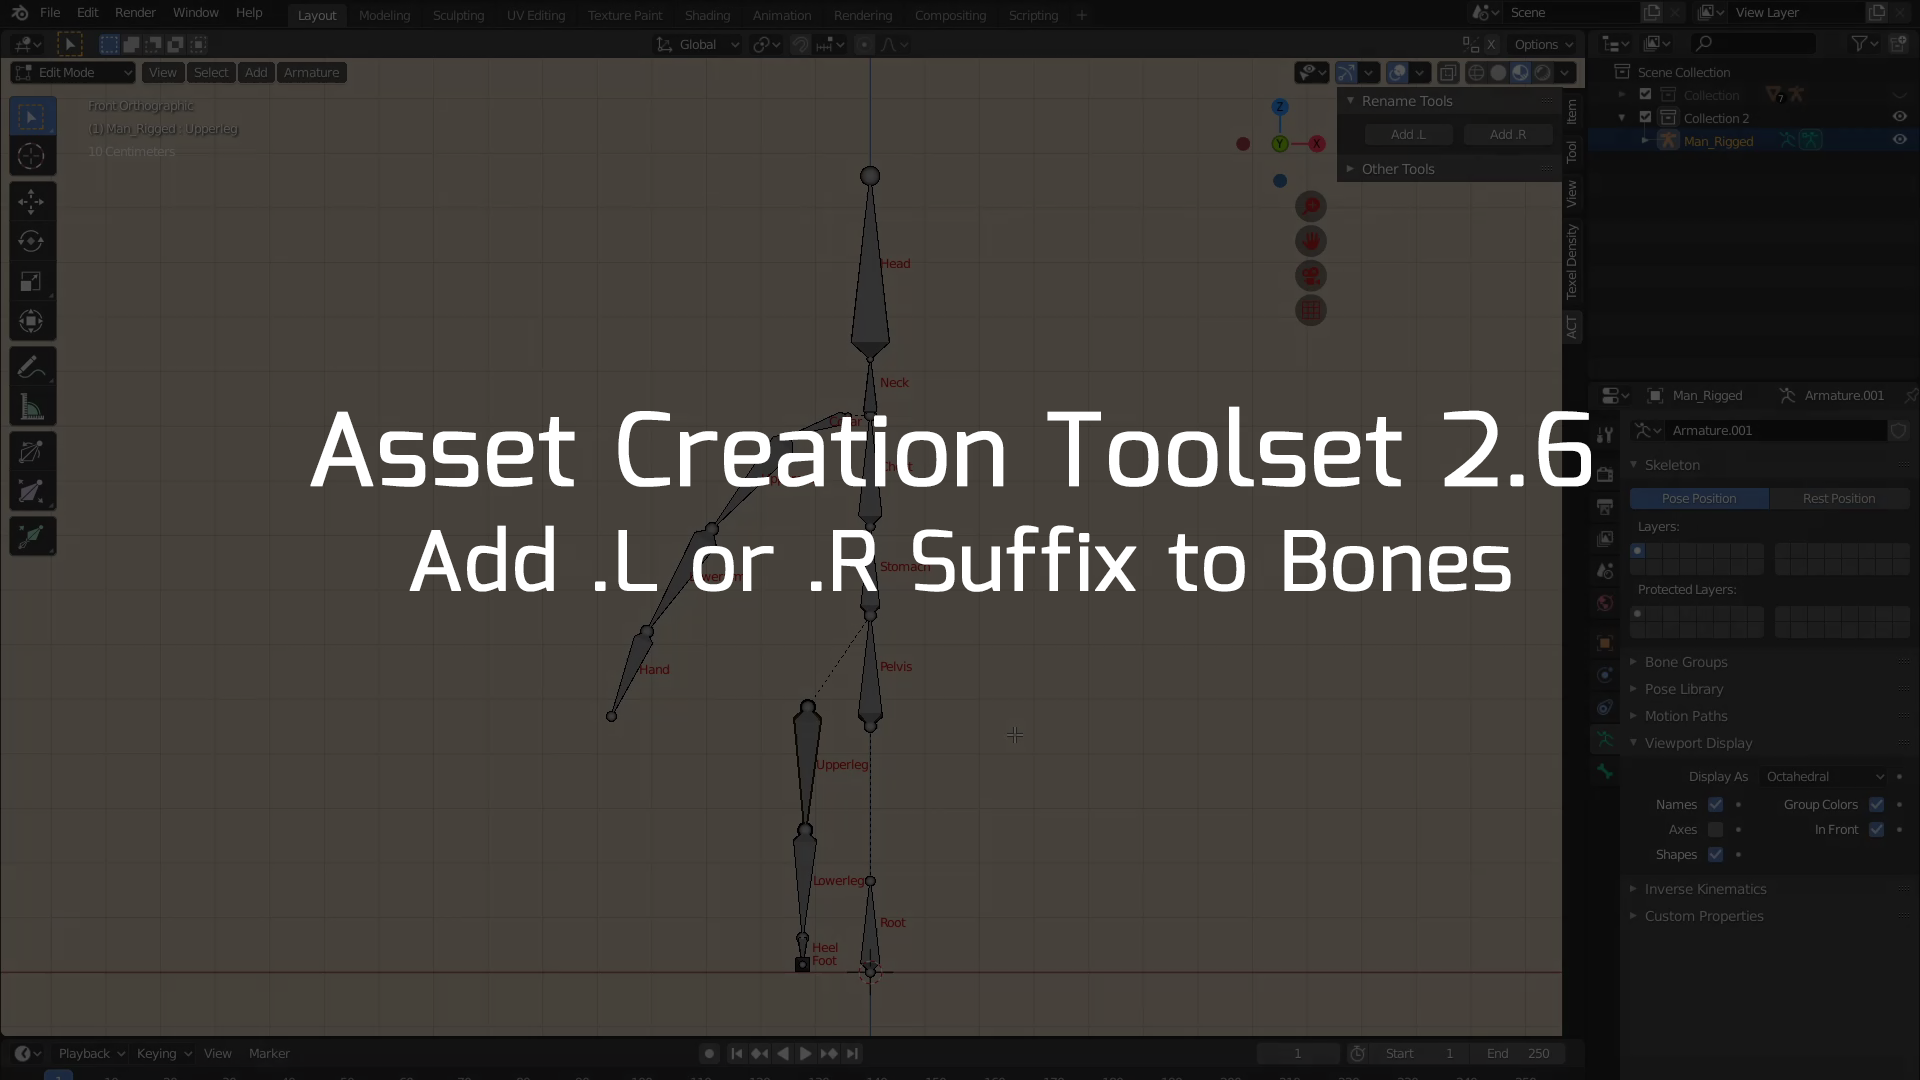 File Edit Render Window Help Layout Modeling Sculpting UV Editing Texture Paint Shading Animation Rendering Compositing Scripting + Scene View Layer
Global X Options
Edit Mode View Select Add Armature Scene Collection
Front Orthographic Z Rename Tools Item Collection 7
(1) Man_Rigged : Upperleg Add .L Add .R Collection 2
10 Centimeters Y X Tool Man_Rigged
Other Tools
View
Texel Density
ACT
Head
Neck
Man_Rigged Armature.001
Armature.001
Asset Creation Toolset 2.6
Skeleton
Pose Position Rest Position
Layers:
Add .L or .R Suffix to Bones
Stomach
Protected Layers:
Hand
Pelvis
Bone Groups
Pose Library
Motion Paths
Viewport Display
Upperleg
Display As Octahedral
Names Group Colors
Axes In Front
Shapes
Lowerleg
Inverse Kinematics
Root
Custom Properties
Heel
Foot
Playback Keying View Marker 1 Start 1 End 250